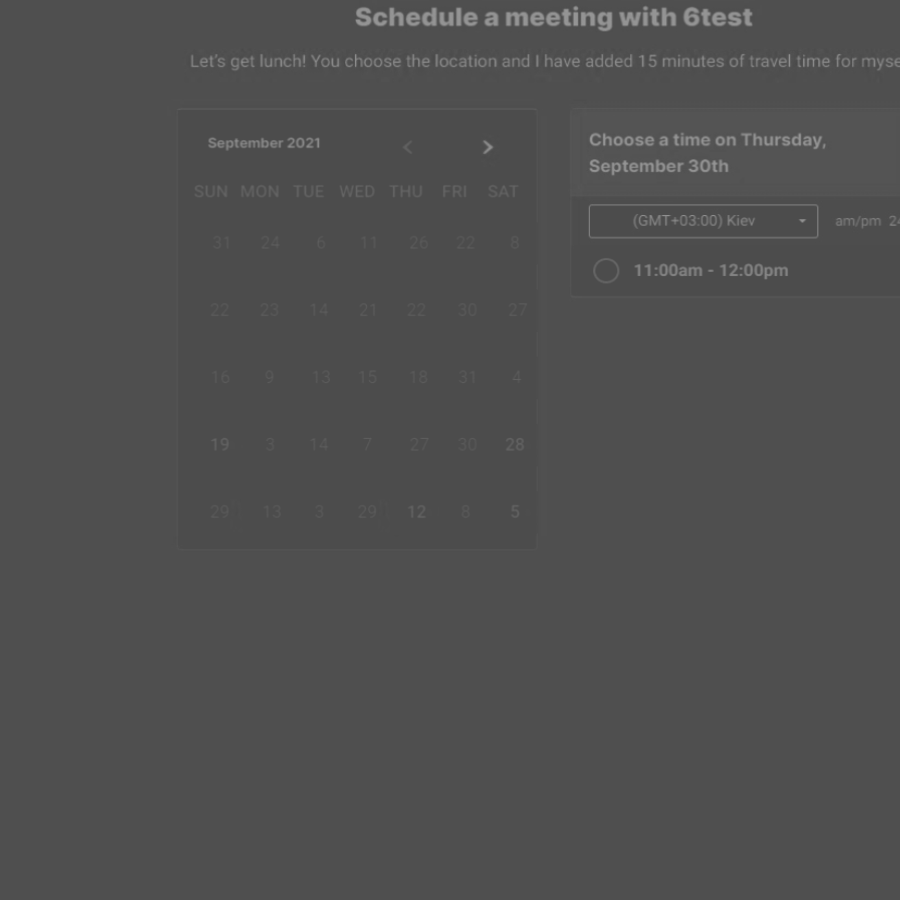 Schedule a meeting with 6test
Let's get lunch! You choose the location and I have added 15 minutes of travel time for
September 2021
SUN MON TUE WED THU FRI SAT
31 24 6 11 26 22 8
22 23 14 21 22 30 27
16 9 13 15 18 31 4
19 3 14 7 27 30 28
29 13 3 29 12 8 5
Choose a time on Thursday,
September 30th
(GMT+03:00) Kiev
am/pm
11:00am - 12:00pm